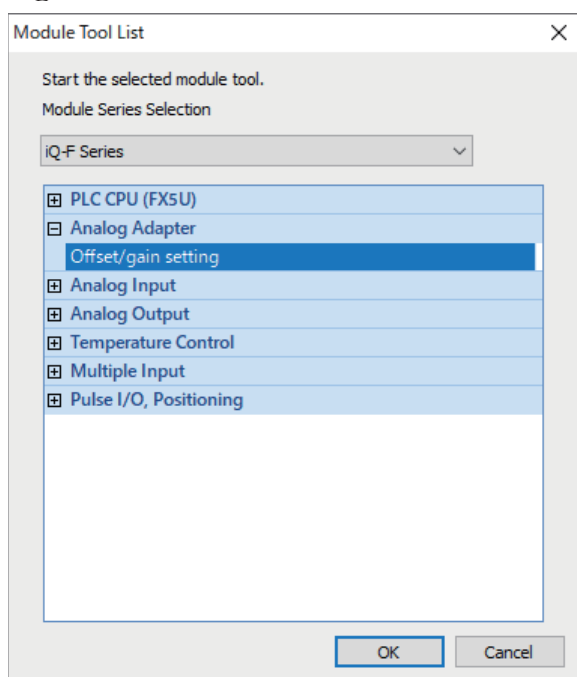 Module Tool List
Start the selected module tool.
Module Series Selection
iQ-F Series
PLC CPU (FX5U)
Analog Adapter
Offset/gain setting
Analog Input
Analog Output
Temperature Control
Multiple Input
Pulse I/O, Positioning
OK Cancel